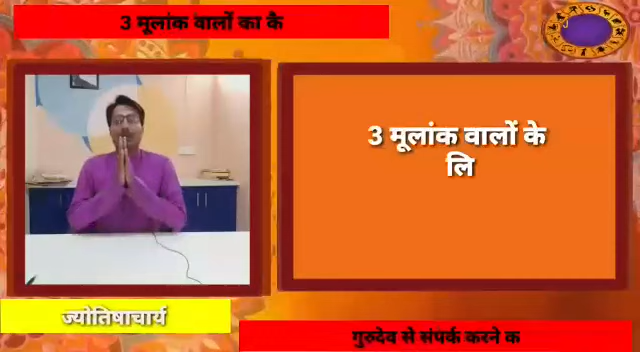 3 मूलांक वालों का कै
3 मूलांक वालों के
लि
ज्योतिषाचार्य
गुरुदेव से संपर्क करने क